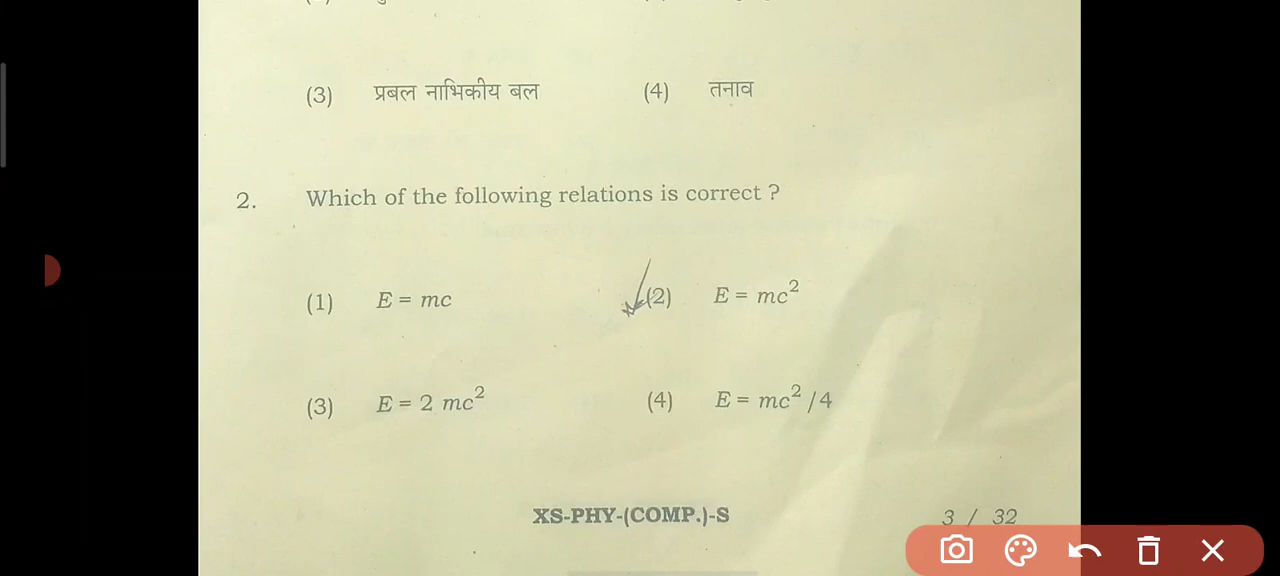 (3) प्रबल नाभिकीय बल (4) तनाव
2. Which of the following relations is correct ?
(1) E = mc (2) E = mc²
(3) E = 2 mc² (4) E = mc² /4
XS-PHY-(COMP.)-S 3 / 32